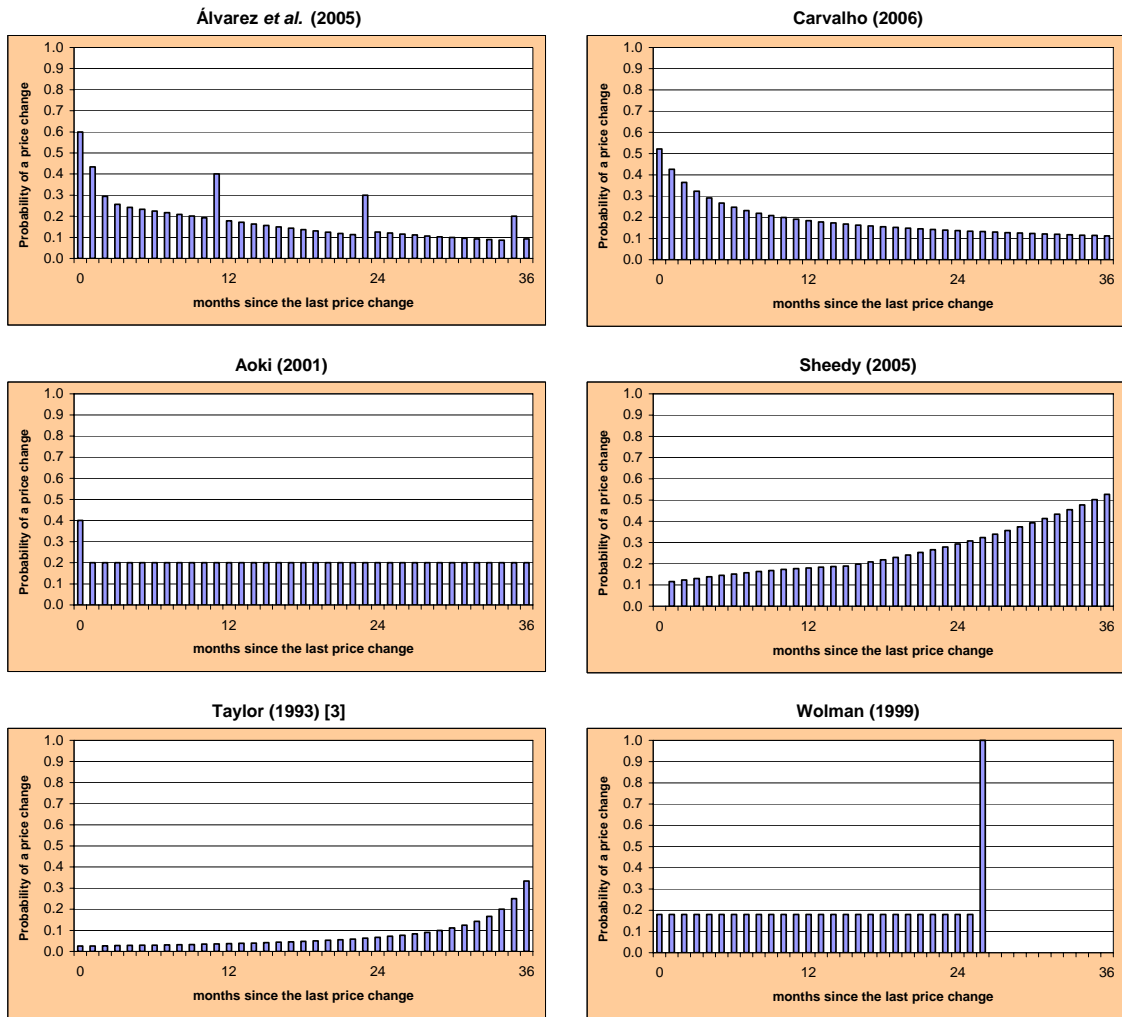 Álvarez et al. (2005)
Probability of a price change
1.0
0.9
0.8
0.7
0.6
0.5
0.4
0.3
0.2
0.1
0.0
0 12 24 36
months since the last price change
Carvalho (2006)
Probability of a price change
1.0
0.9
0.8
0.7
0.6
0.5
0.4
0.3
0.2
0.1
0.0
0 12 24 36
months since the last price change
Aoki (2001)
Probability of a price change
1.0
0.9
0.8
0.7
0.6
0.5
0.4
0.3
0.2
0.1
0.0
0 12 24 36
months since the last price change
Sheedy (2005)
Probability of a price change
1.0
0.9
0.8
0.7
0.6
0.5
0.4
0.3
0.2
0.1
0.0
0 12 24 36
months since the last price change
Taylor (1993) [3]
Probability of a price change
1.0
0.9
0.8
0.7
0.6
0.5
0.4
0.3
0.2
0.1
0.0
0 12 24 36
months since the last price change
Wolman (1999)
Probability of a price change
1.0
0.9
0.8
0.7
0.6
0.5
0.4
0.3
0.2
0.1
0.0
0 12 24 36
months since the last price change